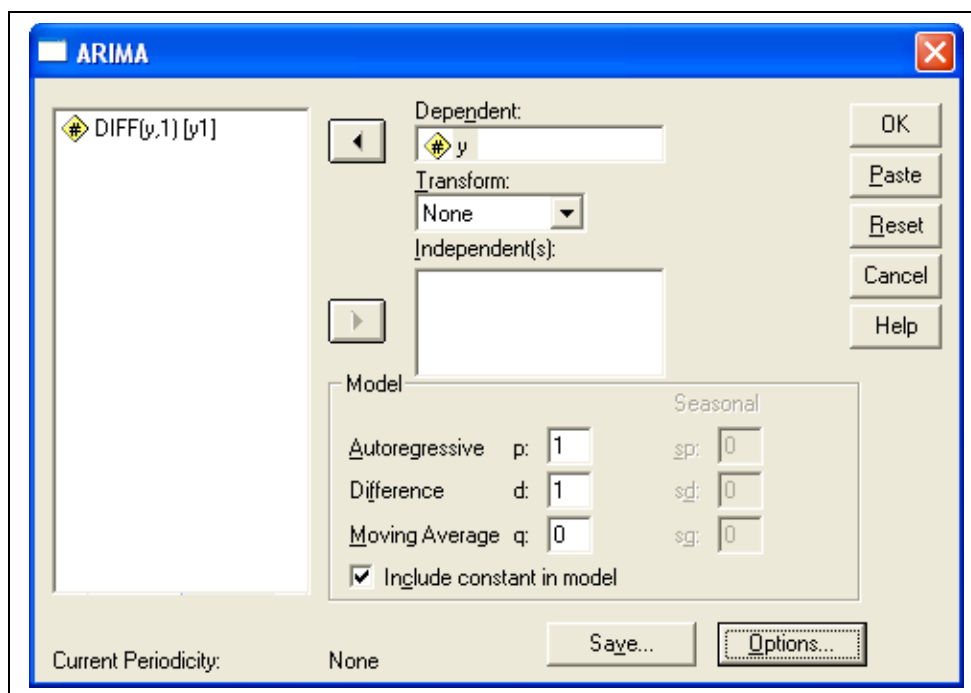 ARIMA
DIFF(y,1) [y1]
Dependent:
y
Transform:
None
Independent(s):
OK
Paste
Reset
Cancel
Help
Model
Seasonal
Autoregressive p: 1 sp: 0
Difference d: 1 sd: 0
Moving Average q: 0 sq: 0
Include constant in model
Save... Options...
Current Periodicity: None